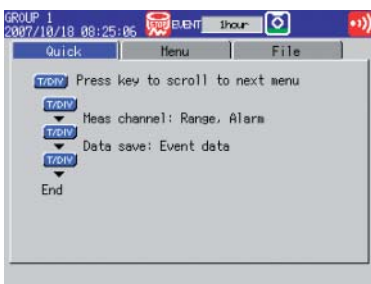 GROUP 1
2007/10/18 08:25:06 STOP EVENT 1hour
Quick Menu File
T/DIV Press key to scroll to next menu
T/DIV
Meas channel: Range, Alarm
T/DIV
Data save: Event data
T/DIV
End